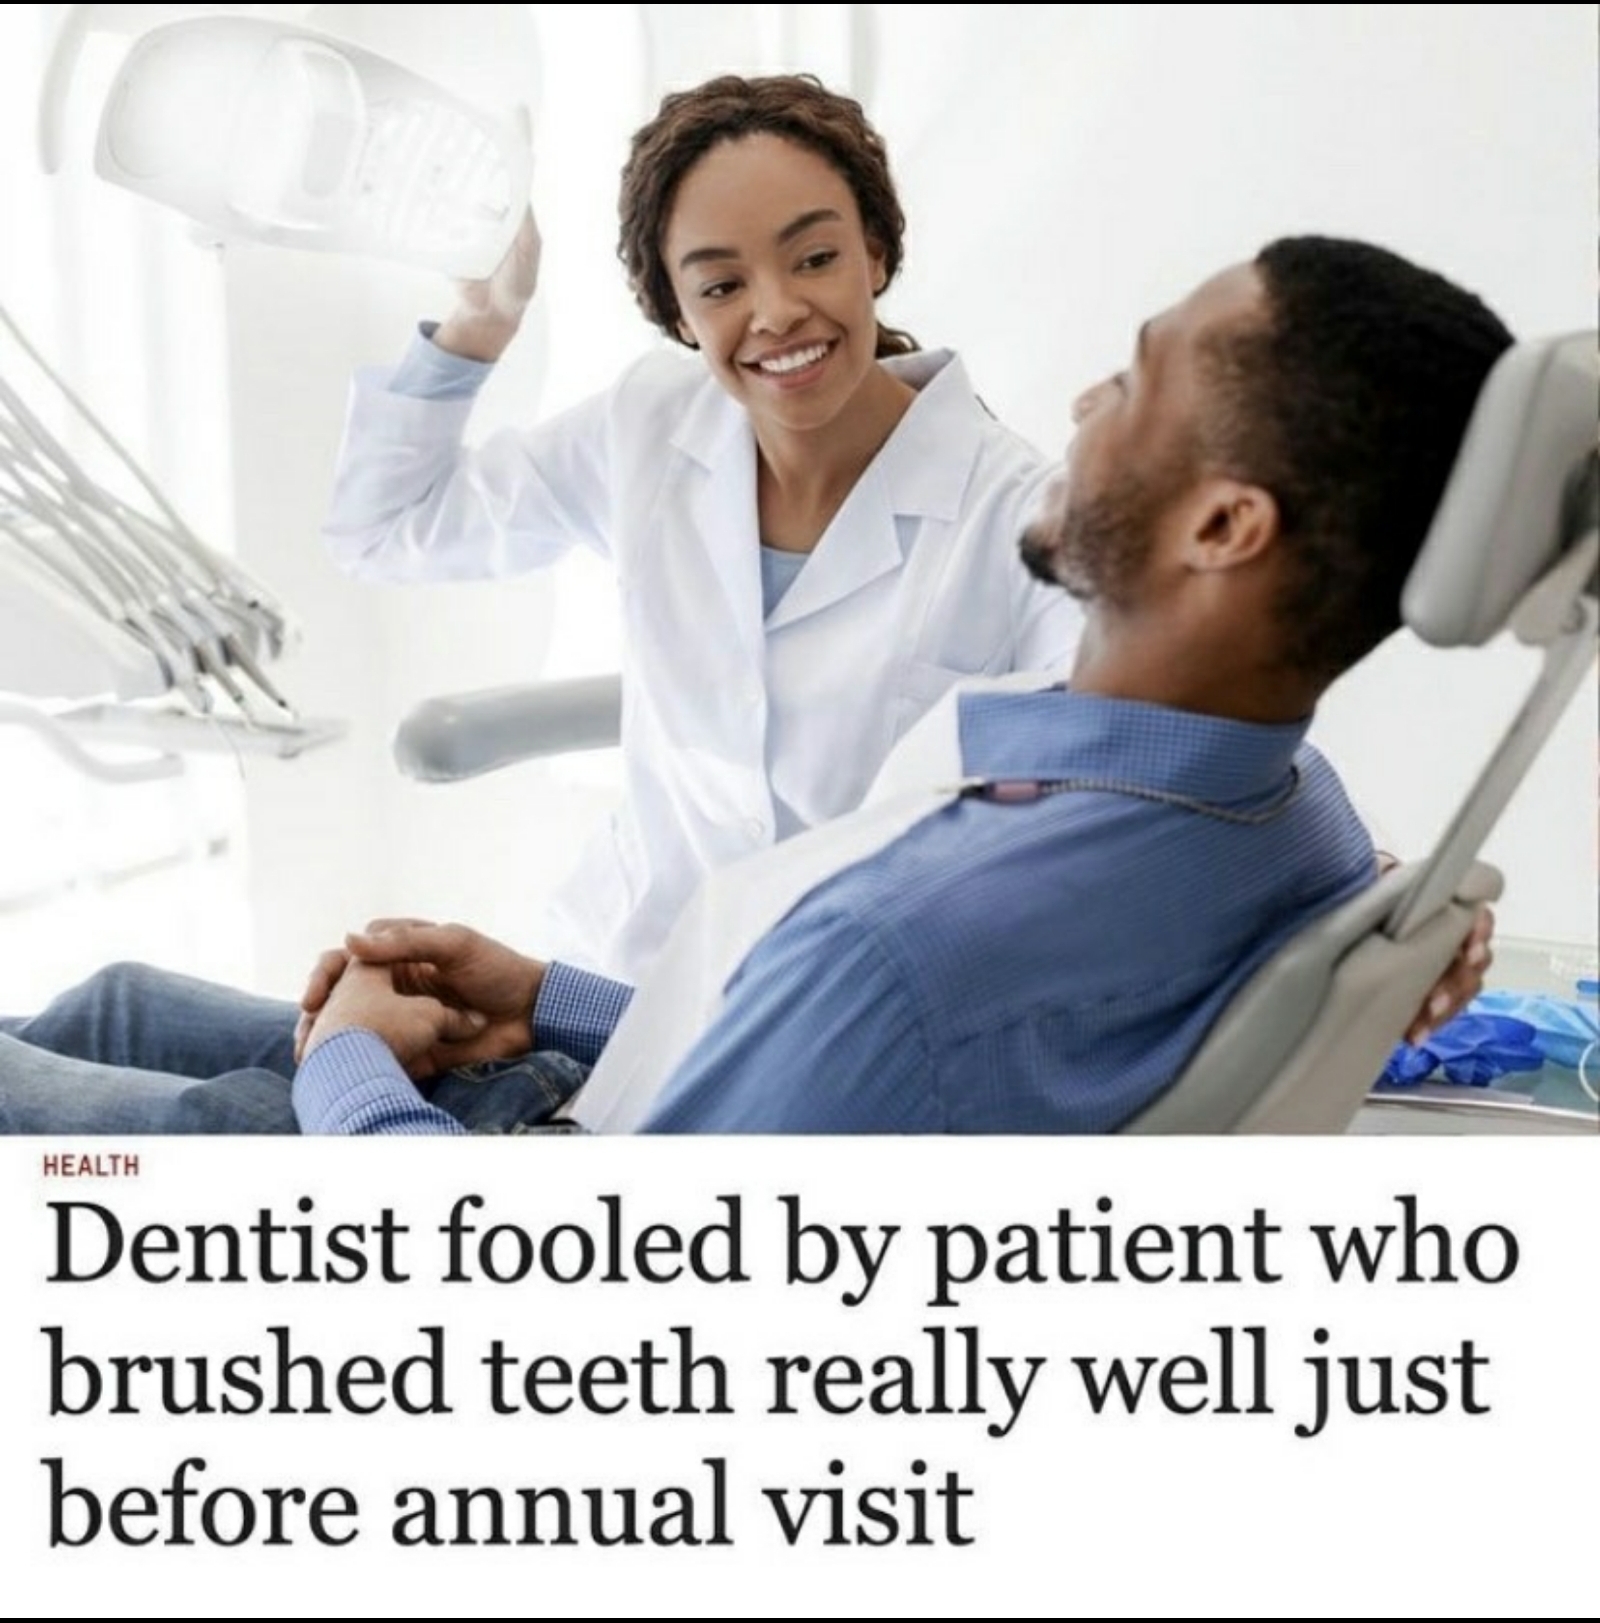 HEALTH
Dentist fooled by patient who
brushed teeth really well just
before annual visit